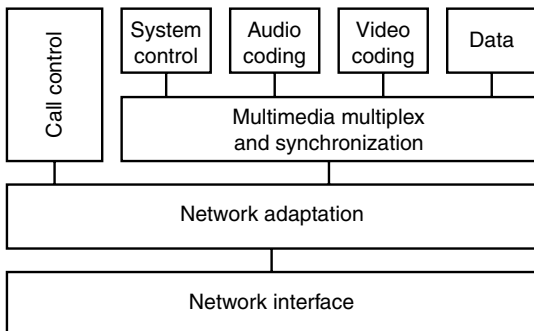 Call control
System
control
Audio
coding
Video
coding
Data
Multimedia multiplex
and synchronization
Network adaptation
Network interface